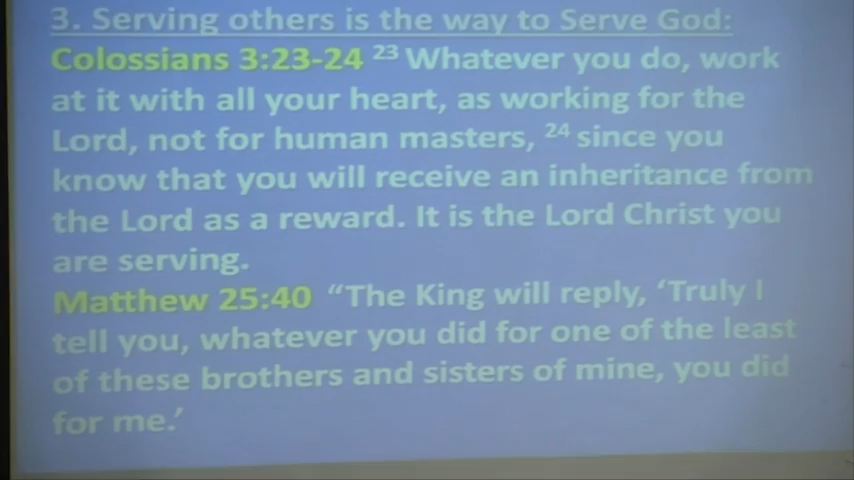 3. Serving others is the way to Serve God:
Colossians 3:23-24 ²³ Whatever you do, work
at it with all your heart, as working for the
Lord, not for human masters, ²⁴ since you
know that you will receive an inheritance from
the Lord as a reward. It is the Lord Christ you
are serving.
Matthew 25:40 “The King will reply, ‘Truly I
tell you, whatever you did for one of the least
of these brothers and sisters of mine, you did
for me.’